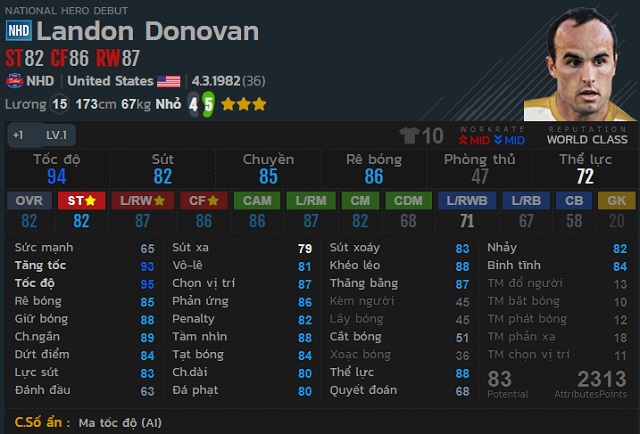 NATIONAL HERO DEBUT
NHD Landon Donovan
ST82 CF86 RW87
NHD United States 4.3.1982 (36)
Lương 15 173cm 67kg Nhỏ 4 5
+1 LV.1 10 WORKRATE MID MID REPUTATION WORLD CLASS
Tốc độ Sút Chuyền Rê bóng Phòng thủ Thể lực
94 82 85 86 47 72
OVR ST L/RW CF CAM L/RM CM CDM L/RWB L/RB CB GK
82 82 87 86 86 87 82 68 71 67 58 20
Sức mạnh 65 Sút xa 79 Sút xoáy 83 Nhảy 82
Tăng tốc 93 Vô-lê 81 Khéo léo 88 Bình tĩnh 84
Tốc độ 95 Chọn vị trí 87 Thăng bằng 87 TM đổ người 13
Rê bóng 85 Phản ứng 86 Kèm người 45 TM bắt bóng 10
Giữ bóng 88 Penalty 82 Lấy bóng 45 TM phát bóng 12
Ch.ngắn 89 Tầm nhìn 88 Cắt bóng 51 TM phản xạ 18
Dứt điểm 84 Tạt bóng 84 Xoạc bóng 36 TM chọn vị trí 11
Lực sút 83 Ch.dài 80 Thể lực 88 83 2313
Đánh đầu 63 Đá phạt 80 Quyết đoán 68 Potential AttributesPoints
C.Số ẩn : Ma tốc độ (AI)